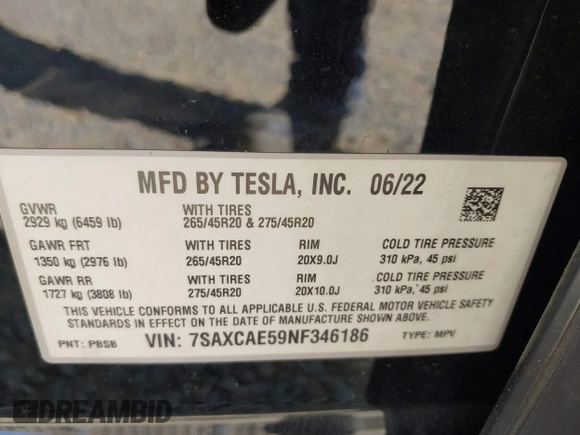 MFD BY TESLA, INC. 06/22
GVWR
2929 kg (6459 lb)
WITH TIRES
265/45R20 & 275/45R20
GAWR FRT
1350 kg (2976 lb)
WITH TIRES
265/45R20
RIM
20X9.0J
COLD TIRE PRESSURE
310 kPa, 45 psi
GAWR RR
1727 kg (3808 lb)
WITH TIRES
275/45R20
RIM
20X10.0J
COLD TIRE PRESSURE
310 kPa, 45 psi
THIS VEHICLE CONFORMS TO ALL APPLICABLE U.S. FEDERAL MOTOR VEHICLE SAFETY
STANDARDS IN EFFECT ON THE DATE OF MANUFACTURE SHOWN ABOVE.
PNT: PBSB VIN: 7SAXCAE59NF346186 TYPE: MPV
DREAMBID